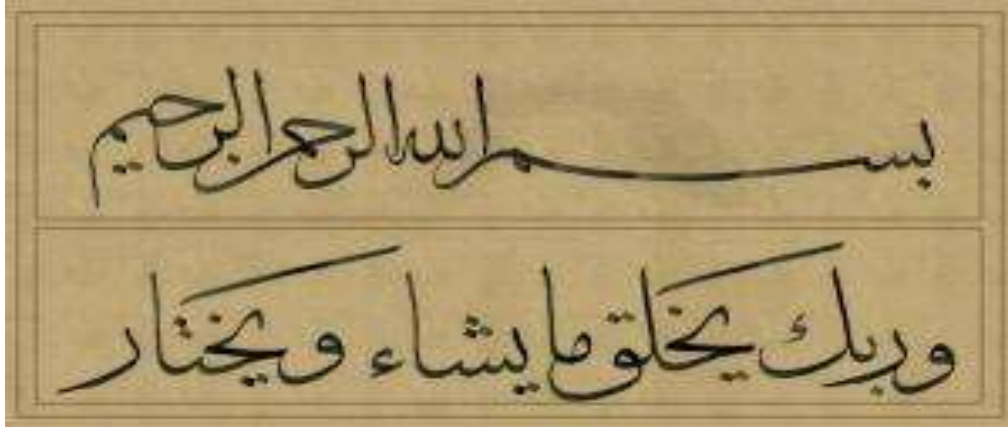 بسم الله الرحمن الرحيم
وربك يخلق ما يشاء ويختار